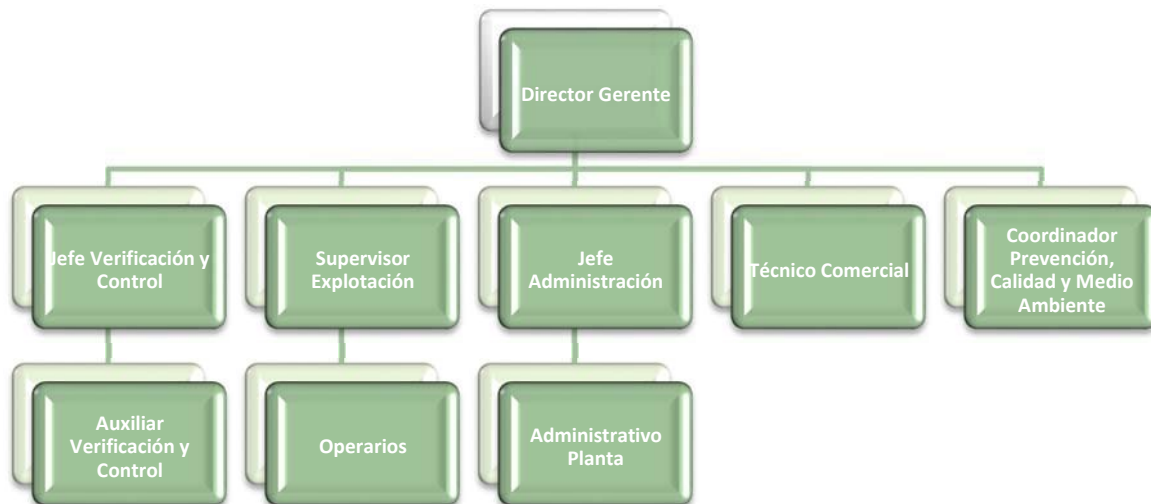 Director Gerente
Jefe Verificación y
Control
Supervisor
Explotación
Jefe
Administración
Técnico Comercial
Coordinador
Prevención,
Calidad y Medio
Ambiente
Auxiliar
Verificación y
Control
Operarios
Administrativo
Planta